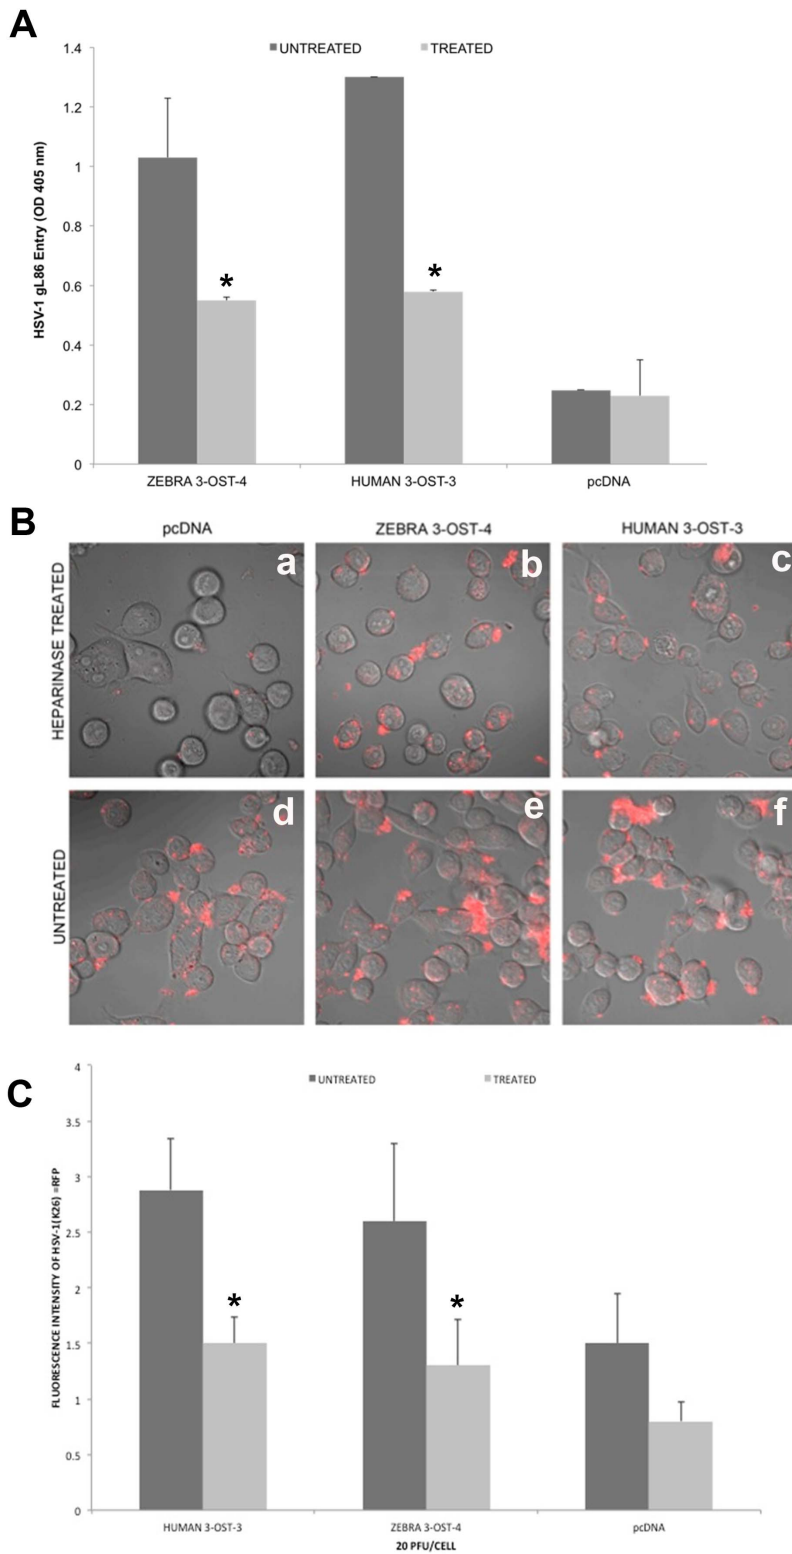 A
UNTREATED TREATED
1.4
1.2
1
0.8
0.6
0.4
0.2
0
HSV-1 gL86 Entry (OD 405 nm)
*
*
ZEBRA 3-OST-4 HUMAN 3-OST-3 pcDNA
B
pcDNA ZEBRA 3-OST-4 HUMAN 3-OST-3
HEPARINASE TREATED
a b c
UNTREATED
d e f
C
UNTREATED TREATED
4
3.5
3
2.5
2
1.5
1
0.5
0
FLUORESCENCE INTENSITY OF HSV-1(K26) =RFP
*
*
HUMAN 3-OST-3 ZEBRA 3-OST-4 pcDNA
20 PFU/CELL